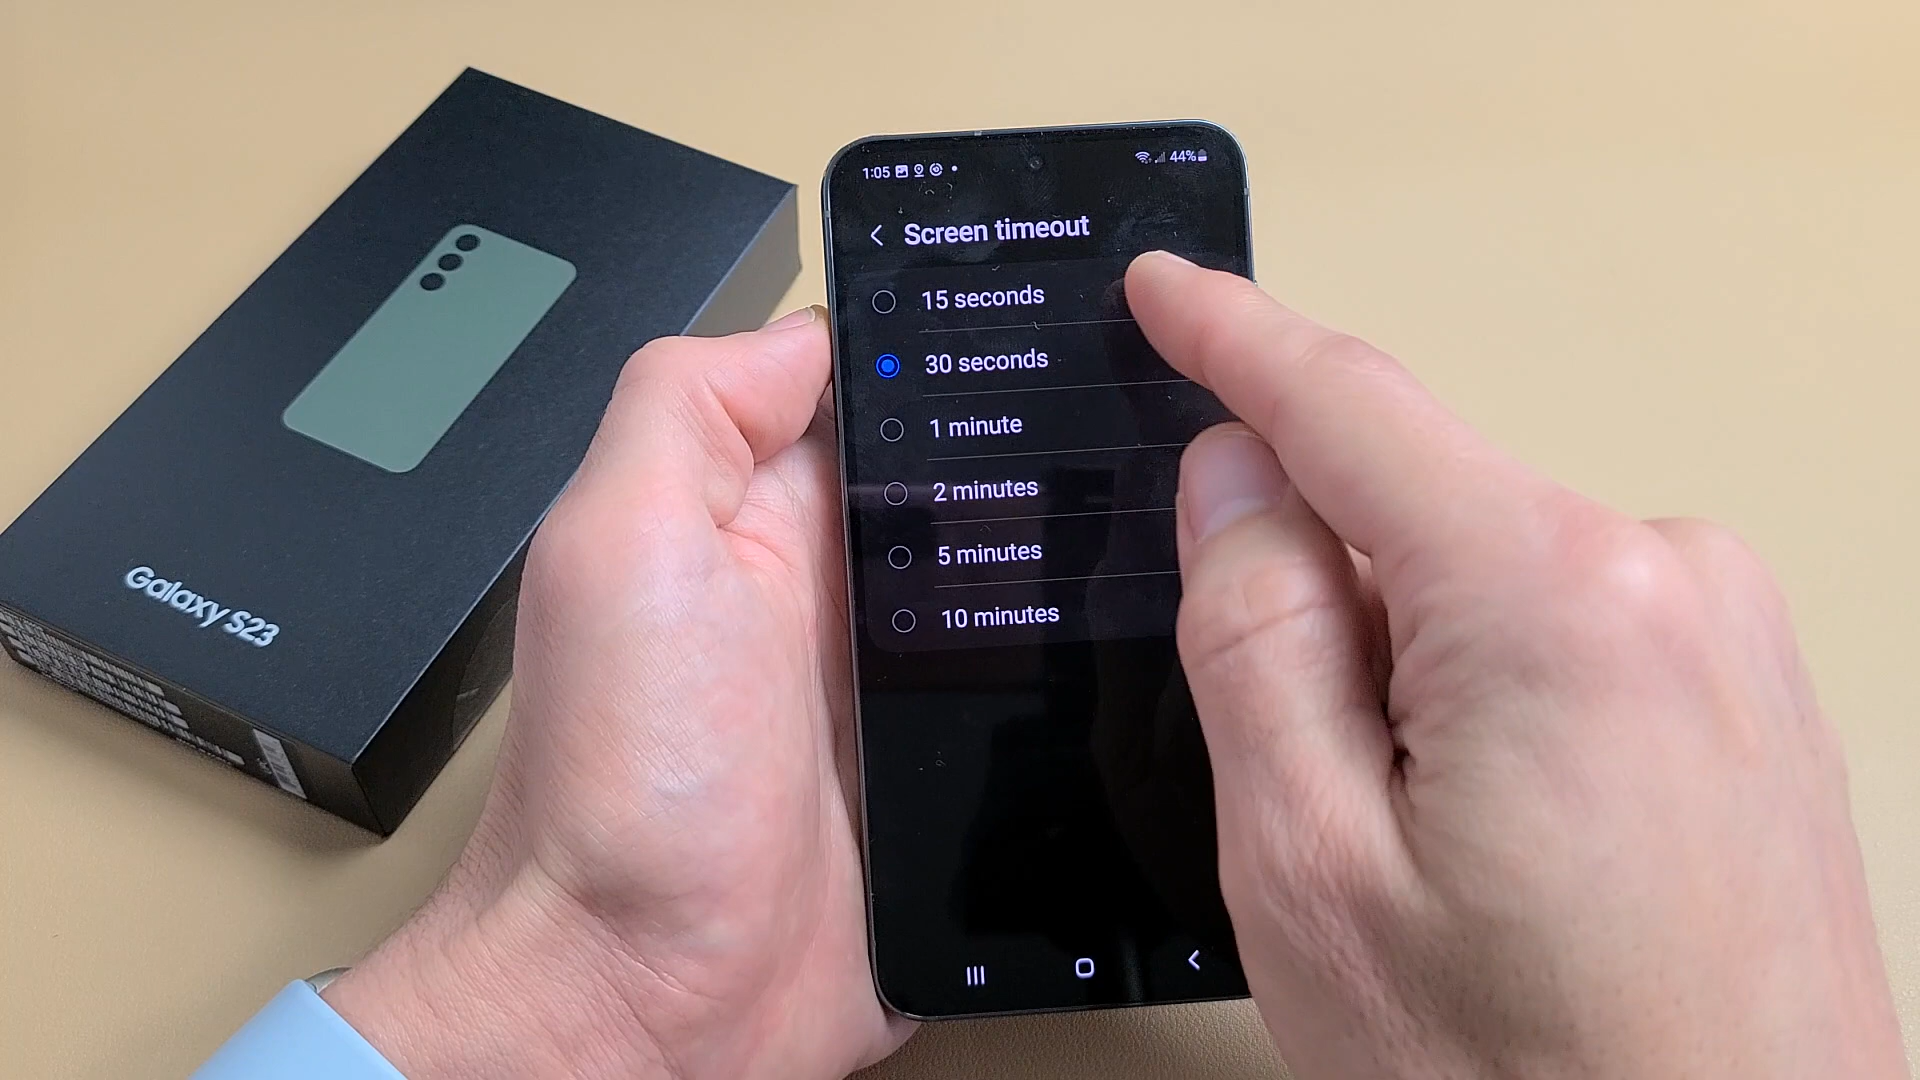 1:05
44%
Screen timeout
15 seconds
30 seconds
1 minute
2 minutes
5 minutes
10 minutes
Galaxy S23